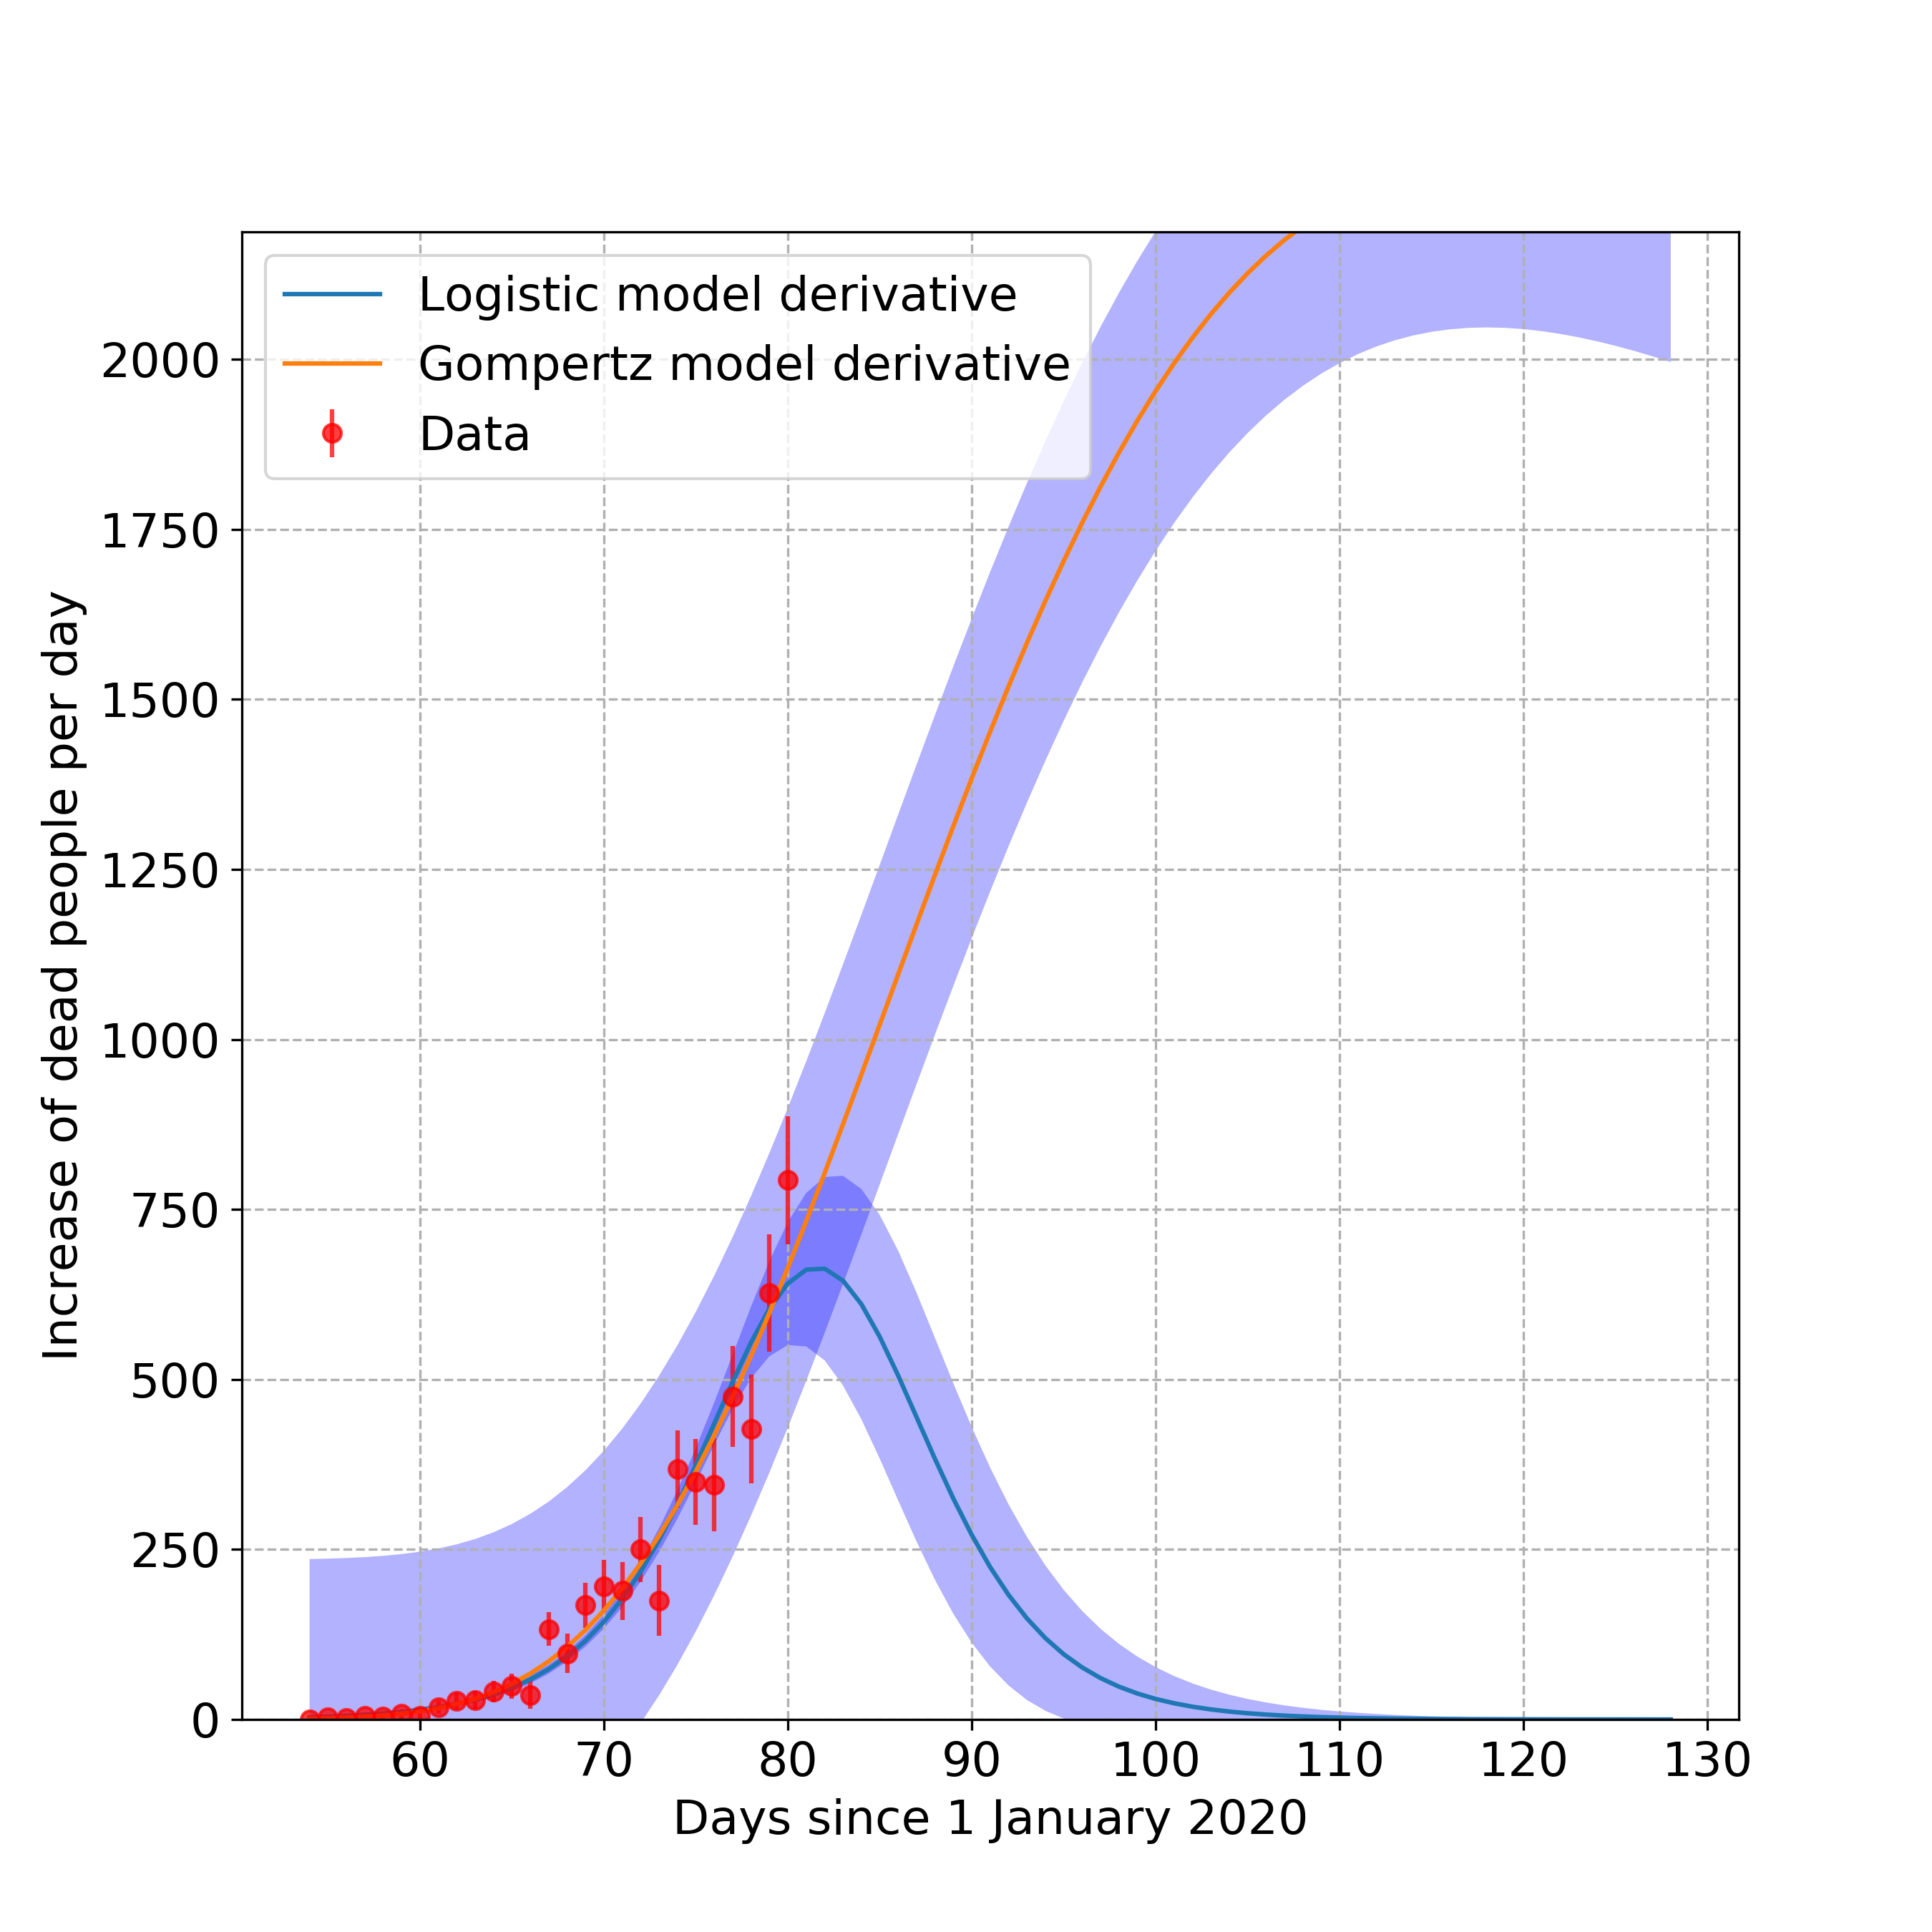 Logistic model derivative
Gompertz model derivative
Data
Increase of dead people per day
2000
1750
1500
1250
1000
750
500
250
0
60 70 80 90 100 110 120 130
Days since 1 January 2020